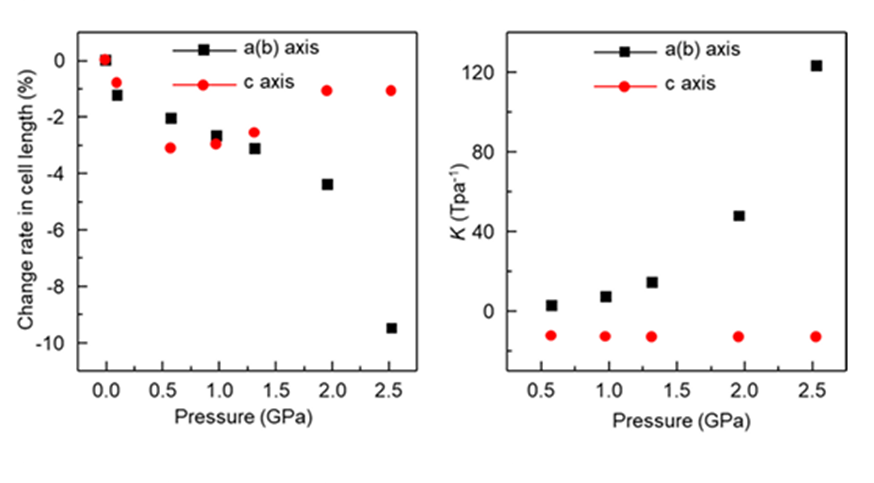 a(b) axis
c axis
Change rate in cell length (%)
0
-2
-4
-6
-8
-10
0.0 0.5 1.0 1.5 2.0 2.5
Pressure (GPa)
a(b) axis
c axis
K (Tpa⁻¹)
120
80
40
0
0.5 1.0 1.5 2.0 2.5
Pressure (GPa)